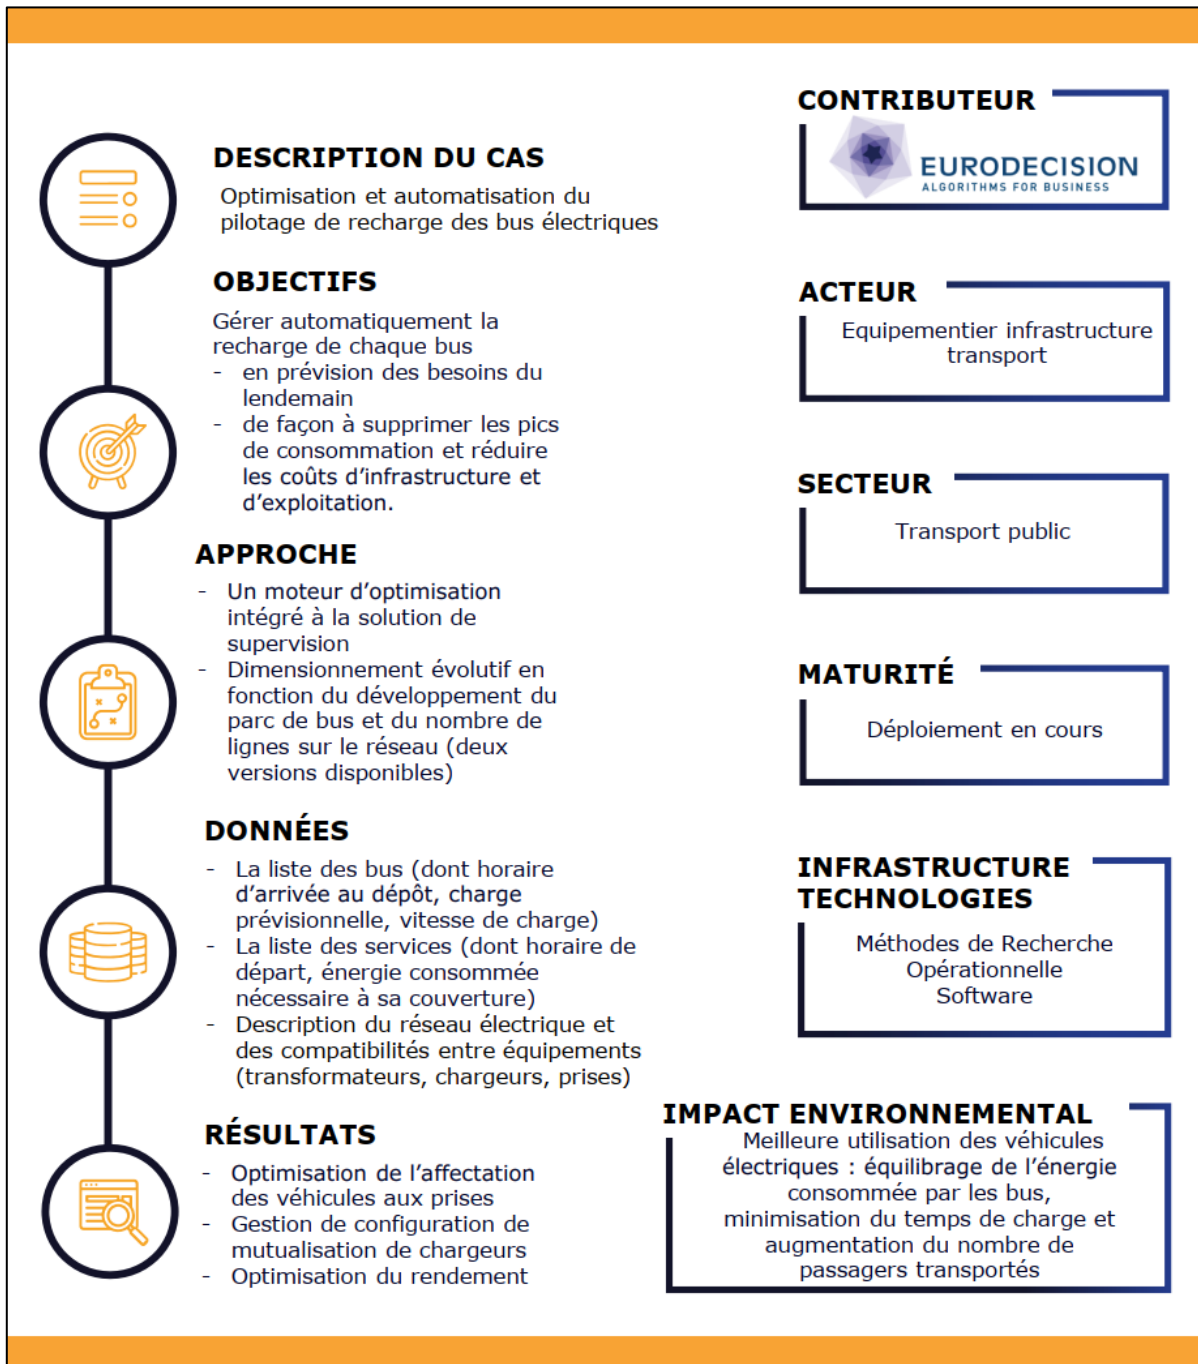 DESCRIPTION DU CAS
Optimisation et automatisation du
pilotage de recharge des bus électriques
OBJECTIFS
Gérer automatiquement la
recharge de chaque bus
- en prévision des besoins du
lendemain
- de façon à supprimer les pics
de consommation et réduire
les coûts d’infrastructure et
d’exploitation.
APPROCHE
- Un moteur d’optimisation
intégré à la solution de
supervision
- Dimensionnement évolutif en
fonction du développement du
parc de bus et du nombre de
lignes sur le réseau (deux
versions disponibles)
DONNÉES
- La liste des bus (dont horaire
d’arrivée au dépôt, charge
prévisionnelle, vitesse de charge)
- La liste des services (dont horaire de
départ, énergie consommée
nécessaire à sa couverture)
- Description du réseau électrique et
des compatibilités entre équipements
(transformateurs, chargeurs, prises)
RÉSULTATS
- Optimisation de l’affectation
des véhicules aux prises
- Gestion de configuration de
mutualisation de chargeurs
- Optimisation du rendement
CONTRIBUTEUR
EURODECISION
ALGORITHMS FOR BUSINESS
ACTEUR
Equipementier infrastructure
transport
SECTEUR
Transport public
MATURITÉ
Déploiement en cours
INFRASTRUCTURE
TECHNOLOGIES
Méthodes de Recherche
Opérationnelle
Software
IMPACT ENVIRONNEMENTAL
Meilleure utilisation des véhicules
électriques : équilibrage de l’énergie
consommée par les bus,
minimisation du temps de charge et
augmentation du nombre de
passagers transportés